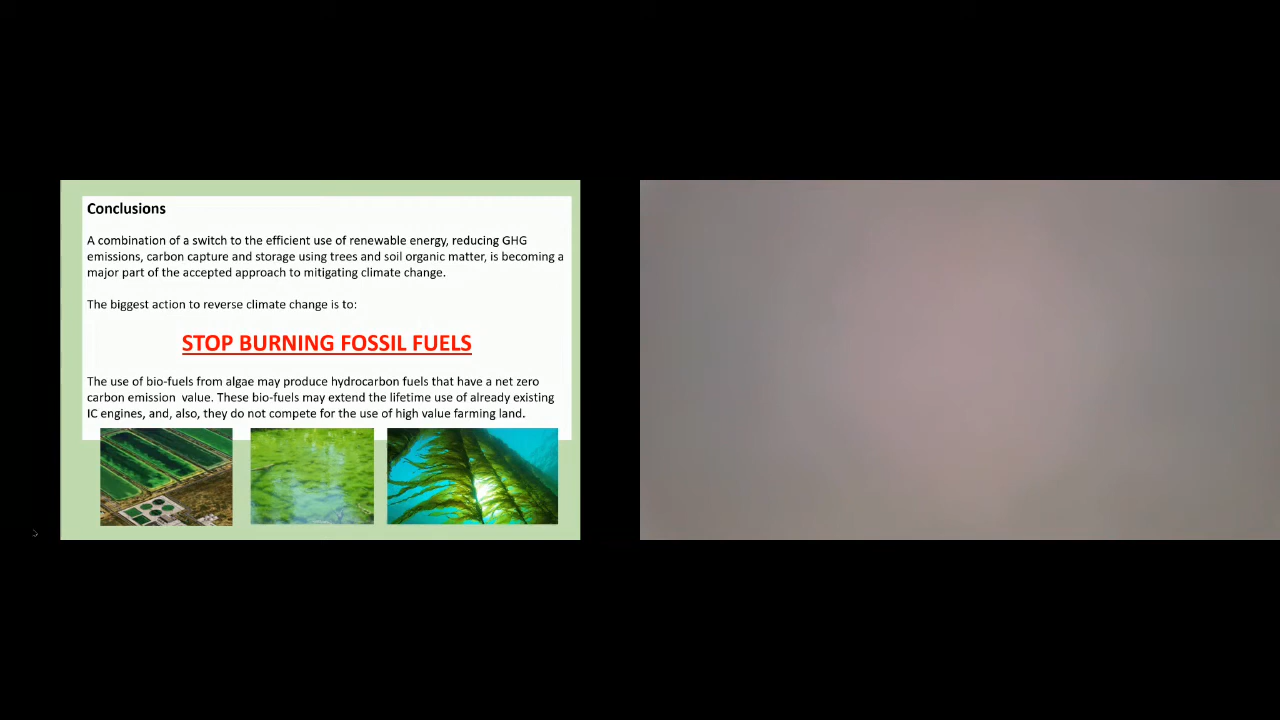 Conclusions
A combination of a switch to the efficient use of renewable energy, reducing GHG
emissions, carbon capture and storage using trees and soil organic matter, is becoming a
major part of the accepted approach to mitigating climate change.
The biggest action to reverse climate change is to:
STOP BURNING FOSSIL FUELS
The use of bio-fuels from algae may produce hydrocarbon fuels that have a net zero
carbon emission value. These bio-fuels may extend the lifetime use of already existing
IC engines, and, also, they do not compete for the use of high value farming land.